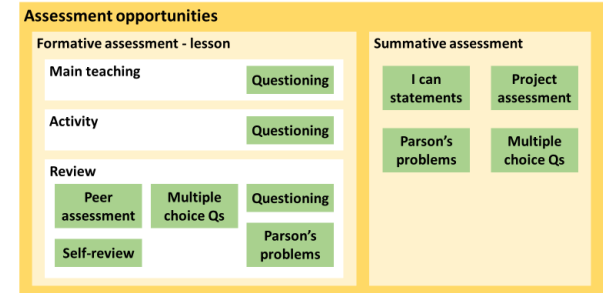 Assessment opportunities
Formative assessment - lesson
Main teaching
Questioning
Activity
Questioning
Review
Peer
assessment
Multiple
choice Qs
Questioning
Self-review
Parson's
problems
Summative assessment
I can
statements
Project
assessment
Parson's
problems
Multiple
choice Qs